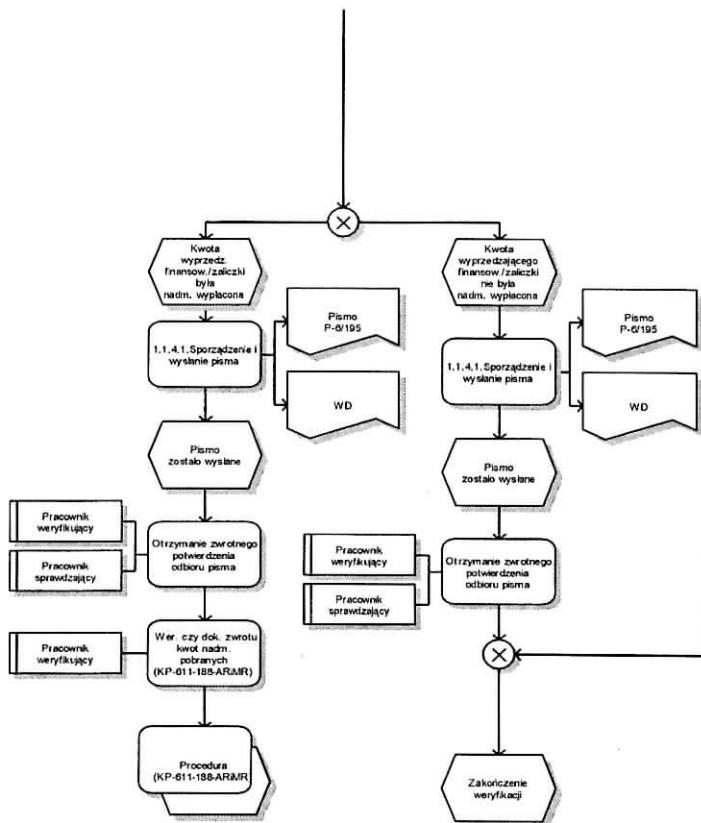 Kwota
wyprzedz.
finansow./zaliczki
była
nadm. wypłacona
1.1.4.1.Sporządzenie i
wysłanie pisma
Pismo
P-6/195
WD
Pismo
zostało wysłane
Pracownik
weryfikujący
Pracownik
sprawdzający
Otrzymanie zwrotnego
potwierdzenia
odbioru pisma
Pracownik
weryfikujący
Wer. czy dok. zwrotu
kwot nadm.
pobranych
(KP-611-188-ARiMR)
Procedura
(KP-611-188-ARiMR
Kwota
wyprzedzającego
finansow./zaliczki
nie była
nadm. wypłacona
1.1.4.1.Sporządzenie i
wysłanie pisma
Pismo
P-6/195
WD
Pismo
zostało wysłane
Pracownik
weryfikujący
Pracownik
sprawdzający
Otrzymanie zwrotnego
potwierdzenia
odbioru pisma
Zakończenie
weryfikacji